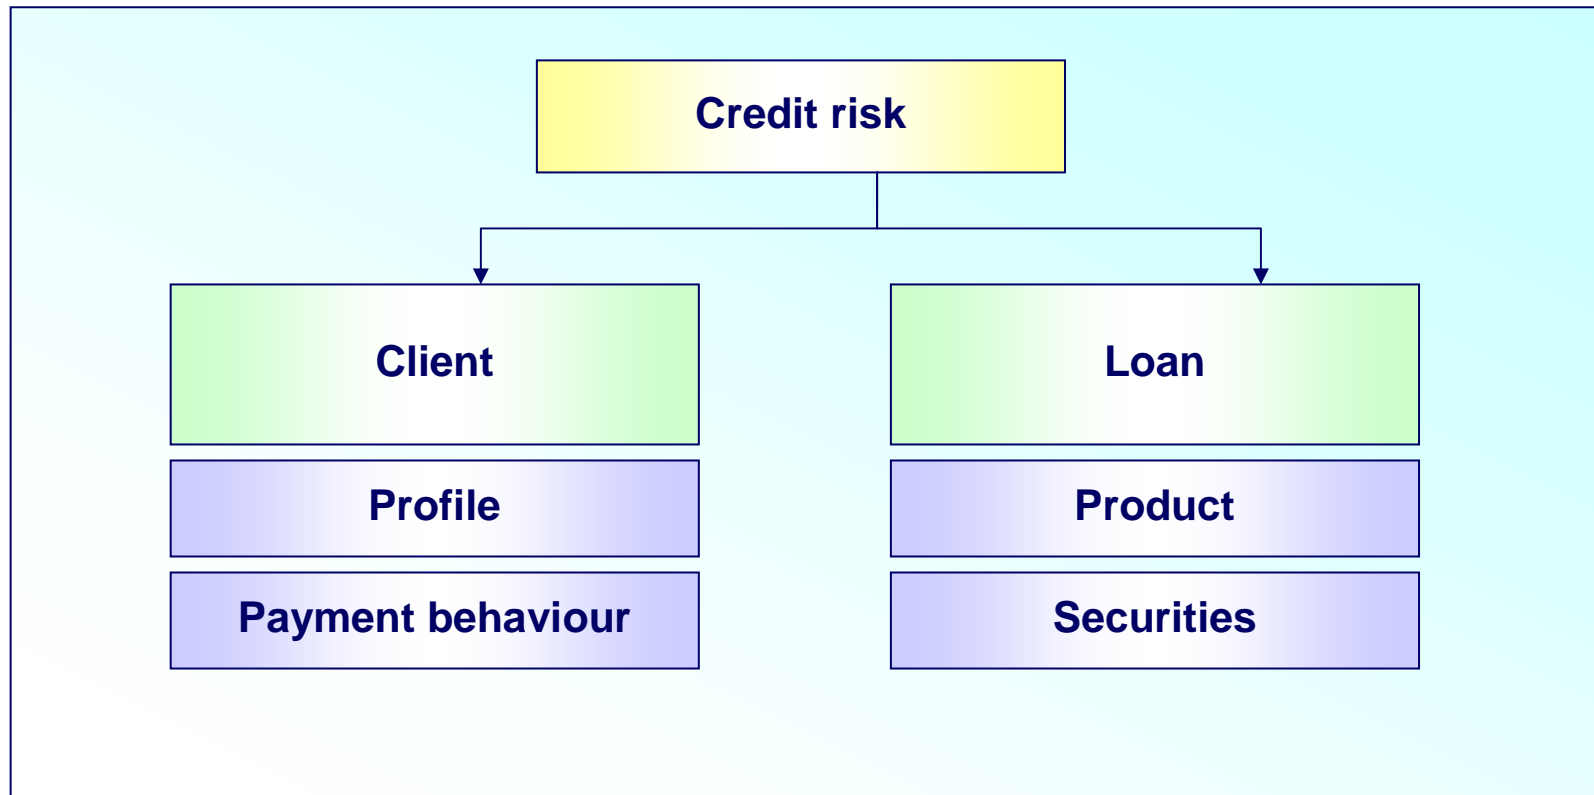 Credit risk
Client
Loan
Profile
Product
Payment behaviour
Securities